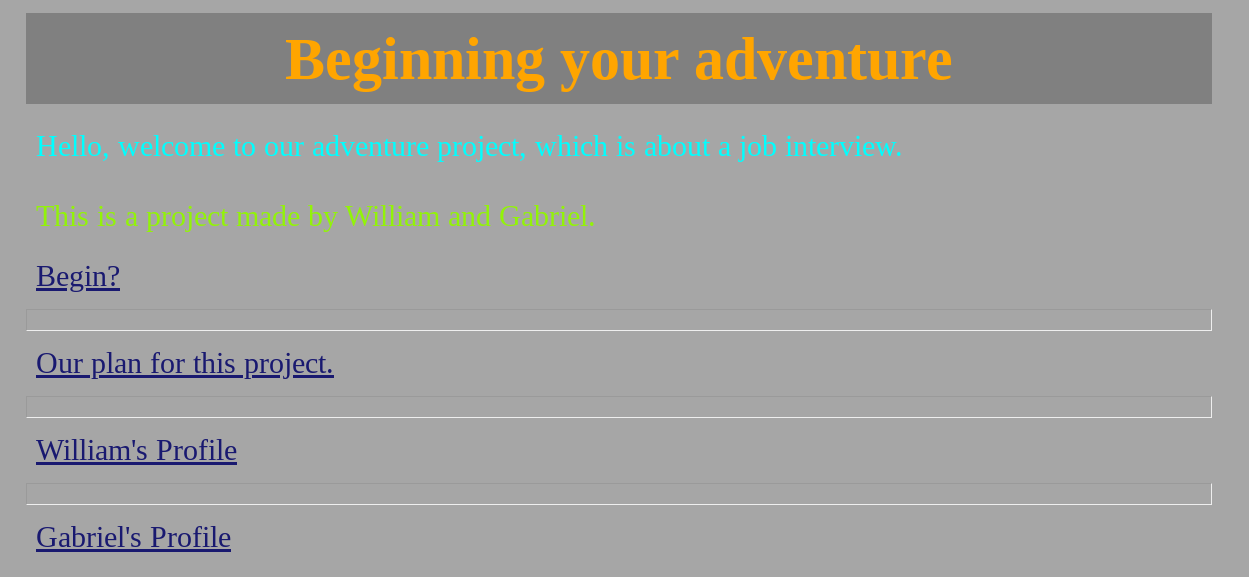 Beginning your adventure
Hello, welcome to our adventure project, which is about a job interview.
This is a project made by William and Gabriel.
Begin?
Our plan for this project.
William's Profile
Gabriel's Profile